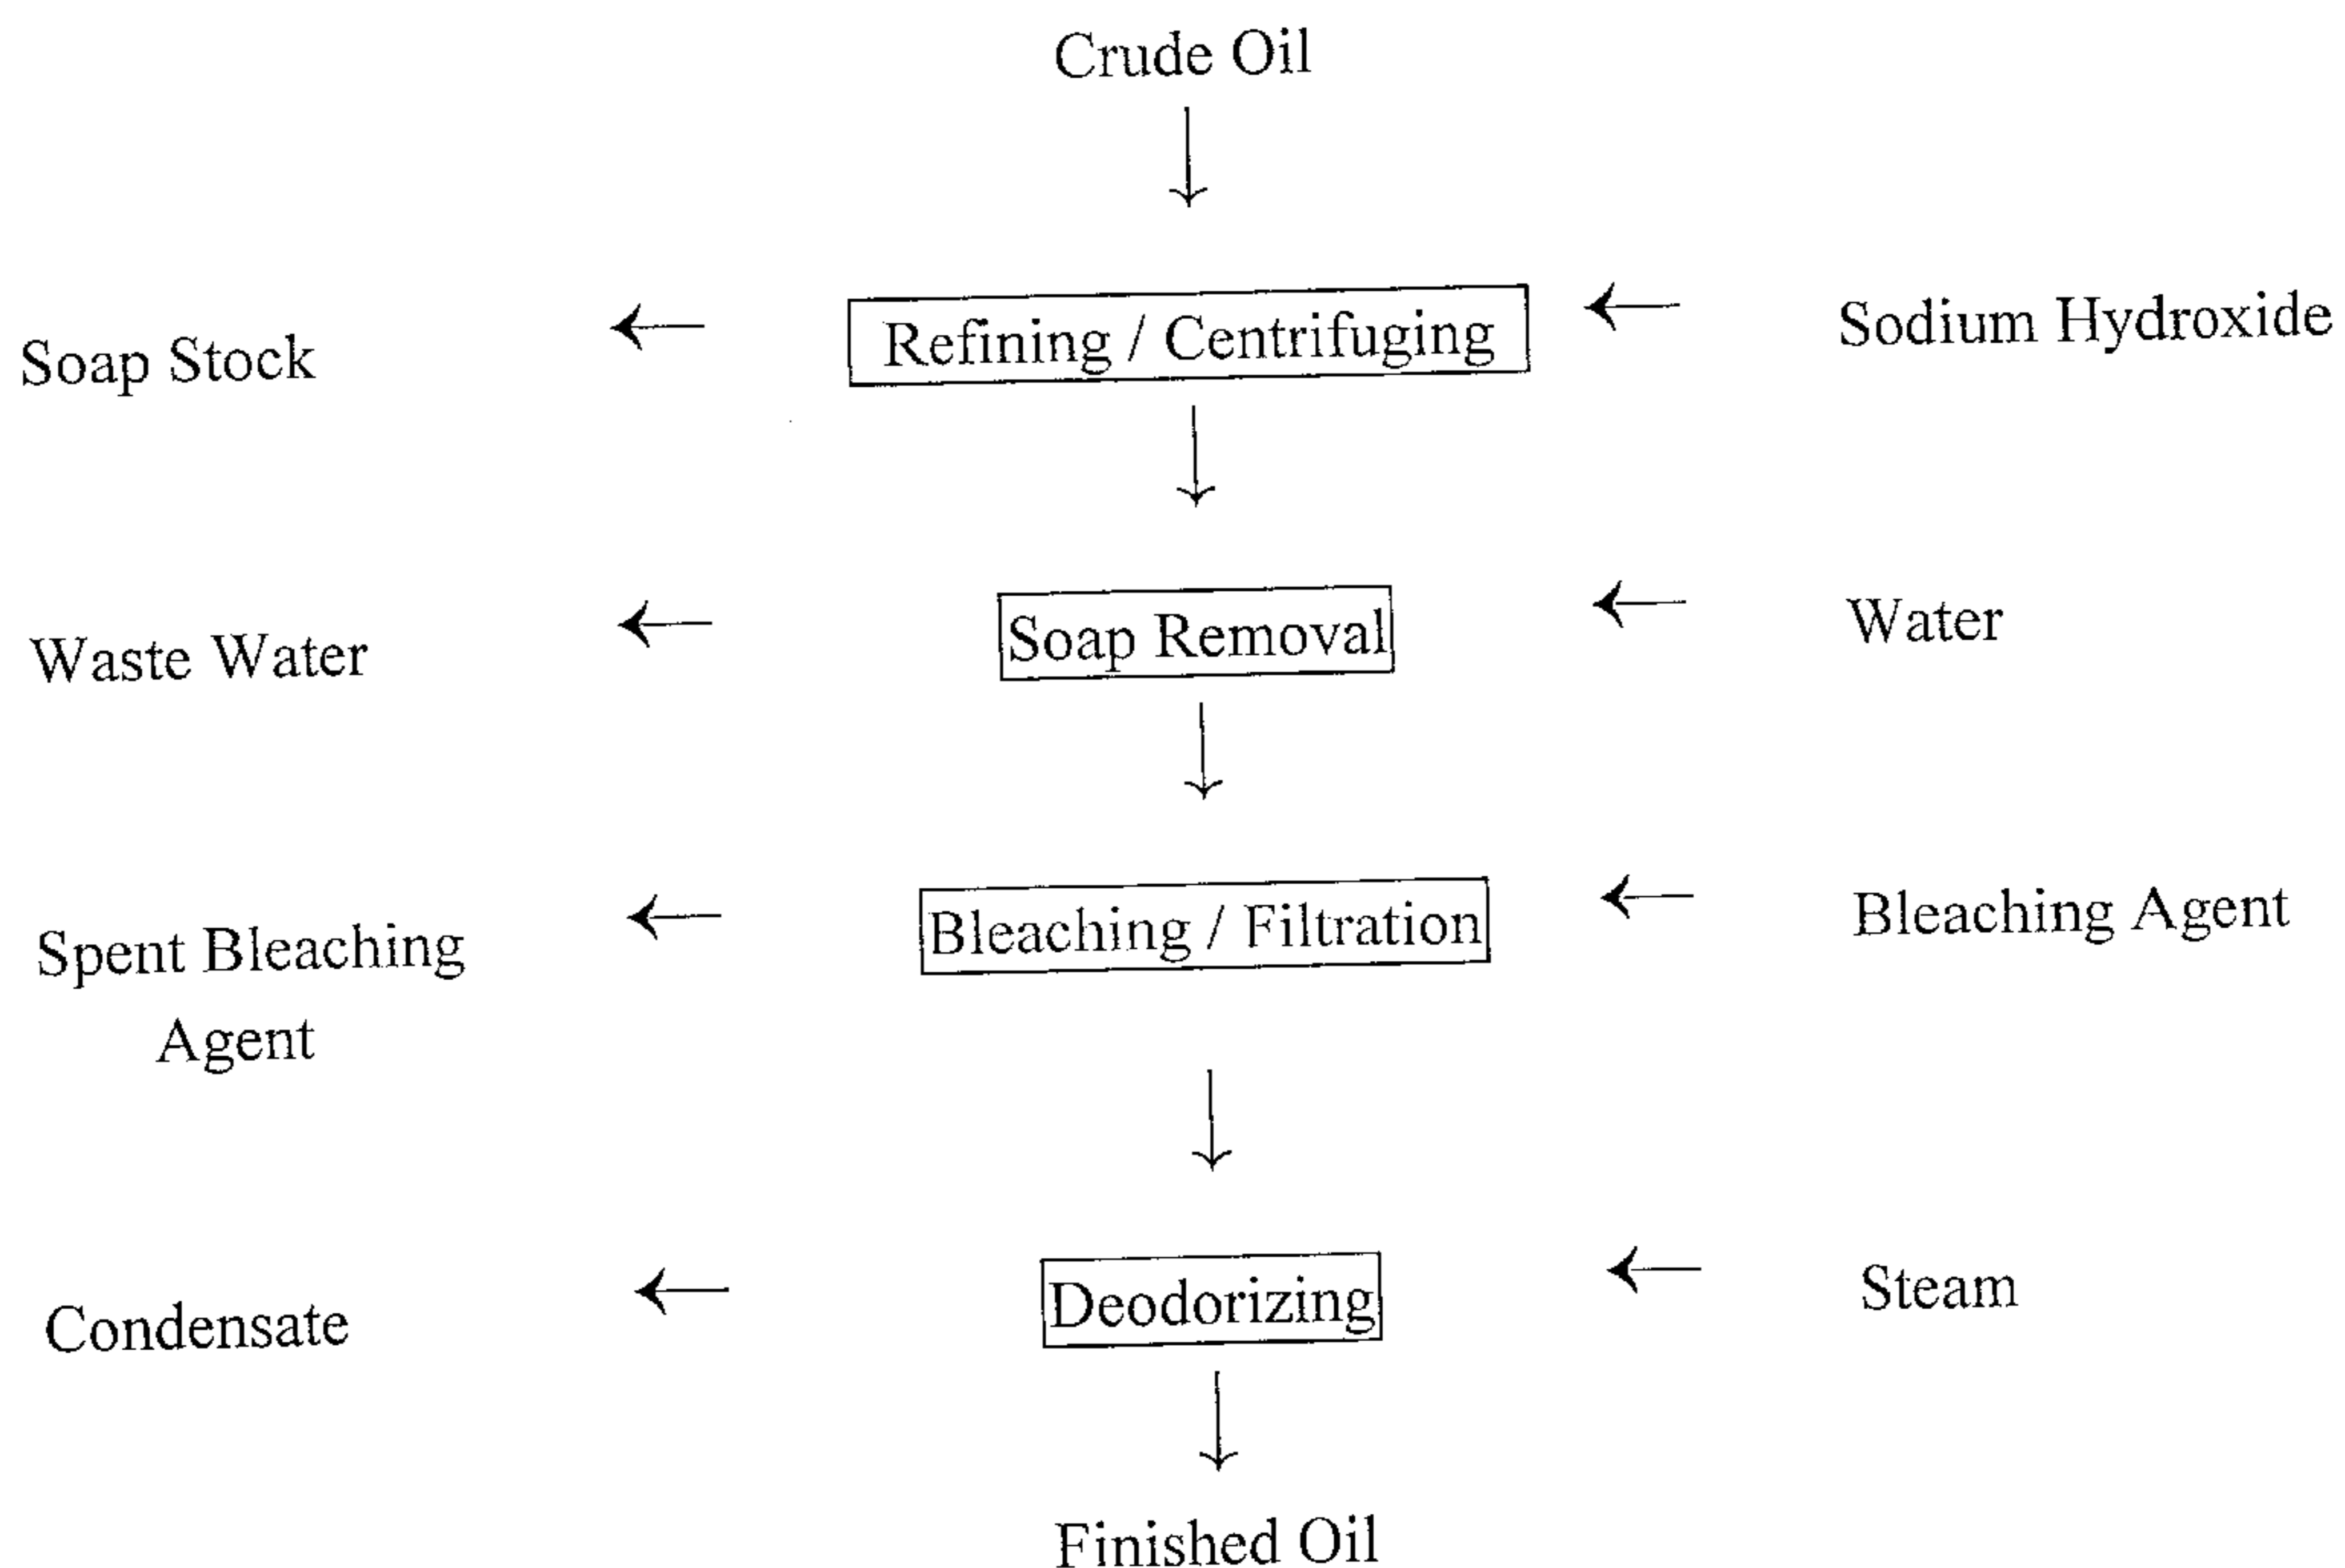 Crude Oil
Soap Stock
Refining / Centrifuging
Sodium Hydroxide
Waste Water
Soap Removal
Water
Spent Bleaching
Agent
Bleaching / Filtration
Bleaching Agent
Condensate
Deodorizing
Steam
Finished Oil